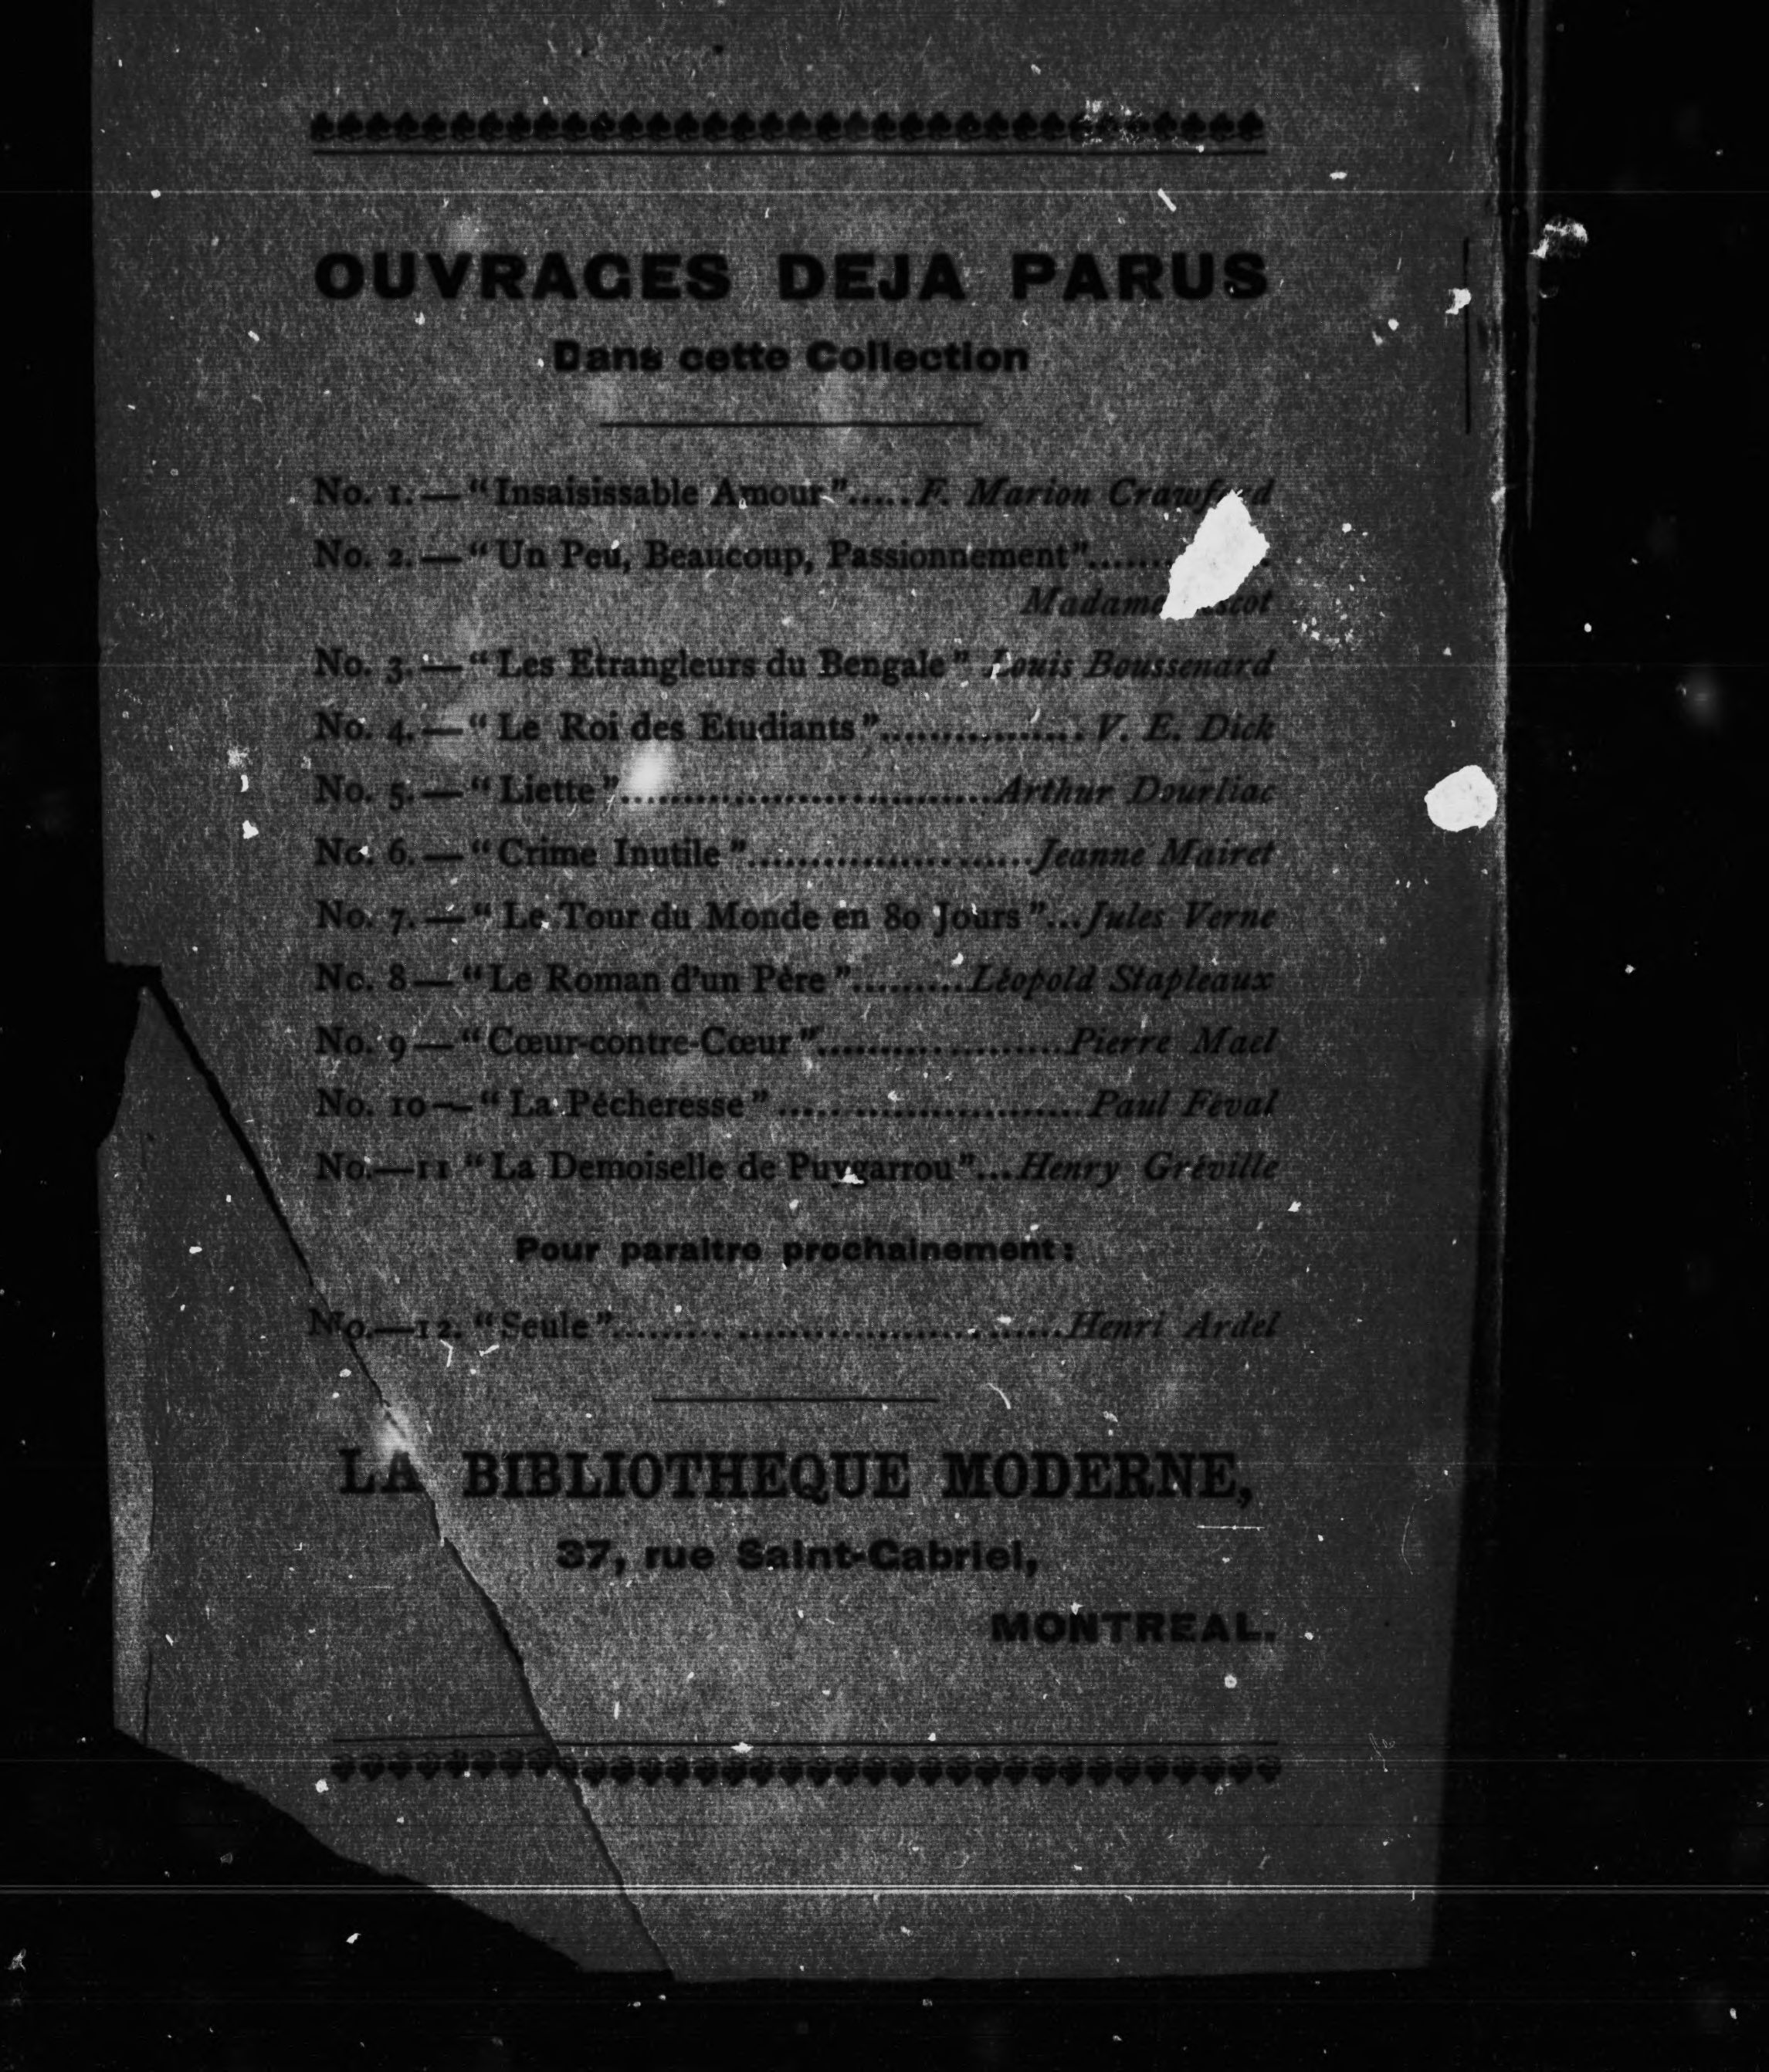 OUVRAGES DEJA PARUS
Dans cette Collection
No. 1.—“Insaisissable Amour”.....F. Marion Crawford
No. 2.—“Un Peu, Beaucoup, Passionnement”......
Madame
No. 3.—“Les Etrangleurs du Bengale” Louis Boussenard
No. 4.—“Le Roi des Etudiants”................V. E. Dick
No. 5.—“Liette”..............................Arthur Dourliac
No. 6.—“Crime Inutile”.......................Jeanne Mairet
No. 7.—“Le Tour du Monde en 80 Jours”...Jules Verne
No. 8—“Le Roman d'un Père”.........Léopold Stapleaux
No. 9—“Cœur-contre-Cœur”....................Pierre Mael
No. 10—“La Pécheresse”.........................Paul Féval
No.—11 “La Demoiselle de Puygarrou”...Henry Gréville
Pour paraitre prochainement:
No.—12. “Seule”.....................................Henri Ardel
LA BIBLIOTHEQUE MODERNE,
37, rue Saint-Gabriel,
MONTREAL.